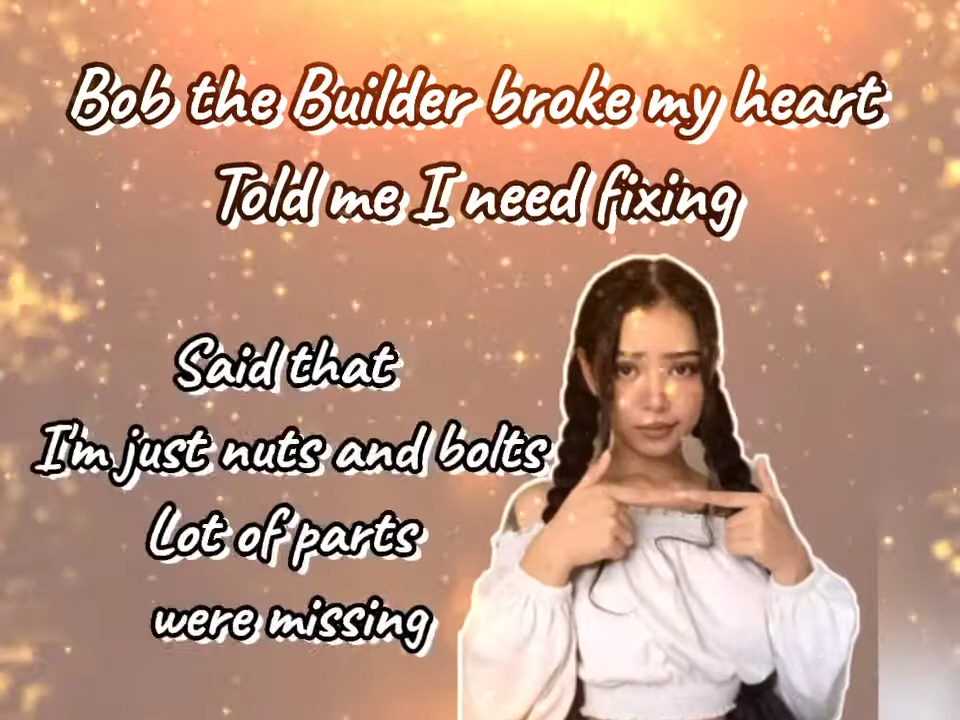 Bob the Builder broke my heart
Told me I need fixing
Said that
I'm just nuts and bolts
Lot of parts
were missing